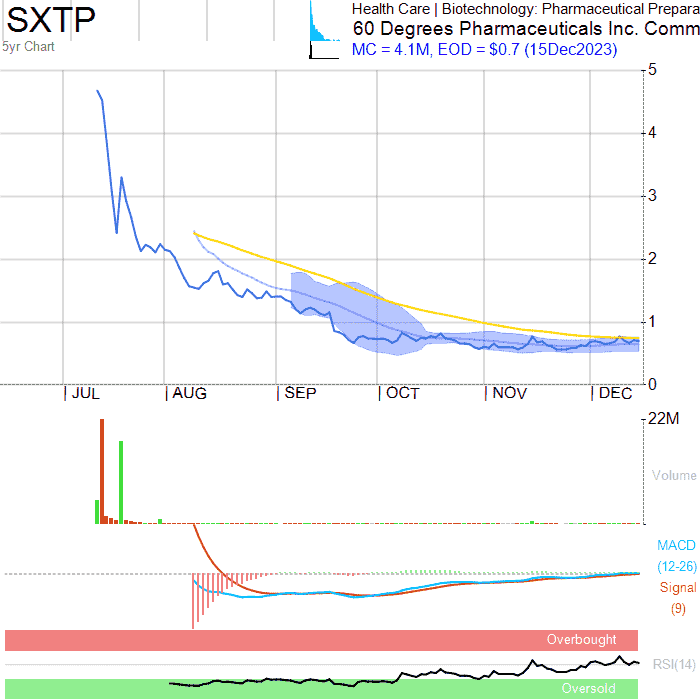 SXTP
5yr Chart
Health Care | Biotechnology: Pharmaceutical Prepara
60 Degrees Pharmaceuticals Inc. Comm
MC = 4.1M, EOD = $0.7 (15Dec2023)
5
4
3
2
1
0
JUL AUG SEP OCT NOV DEC
22M
Volume
MACD
(12-26)
Signal
(9)
Overbought
RSI(14)
Oversold